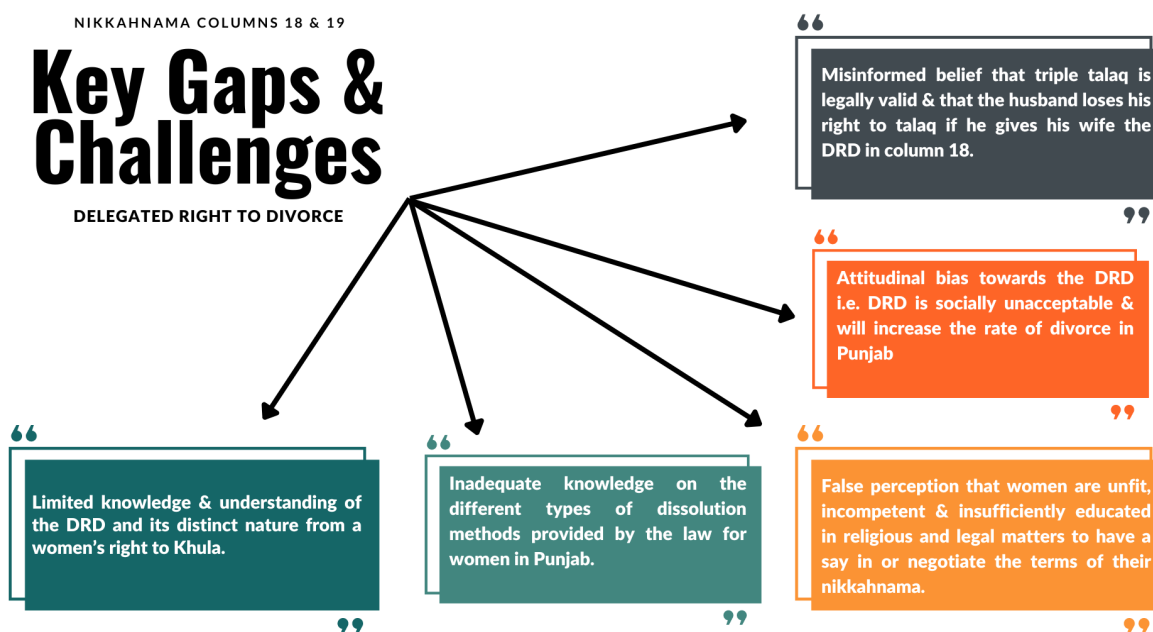 NIKKAHNAMA COLUMNS 18 & 19
Key Gaps &
Challenges
DELEGATED RIGHT TO DIVORCE
“
Misinformed belief that triple talaq is
legally valid & that the husband loses his
right to talaq if he gives his wife the
DRD in column 18.
”
“
Attitudinal bias towards the DRD
i.e. DRD is socially unacceptable &
will increase the rate of divorce in
Punjab
”
“
Limited knowledge & understanding of
the DRD and its distinct nature from a
women’s right to Khula.
”
“
Inadequate knowledge on the
different types of dissolution
methods provided by the law for
women in Punjab.
”
“
False perception that women are unfit,
incompetent & insufficiently educated
in religious and legal matters to have a
say in or negotiate the terms of their
nikkahnama.
”